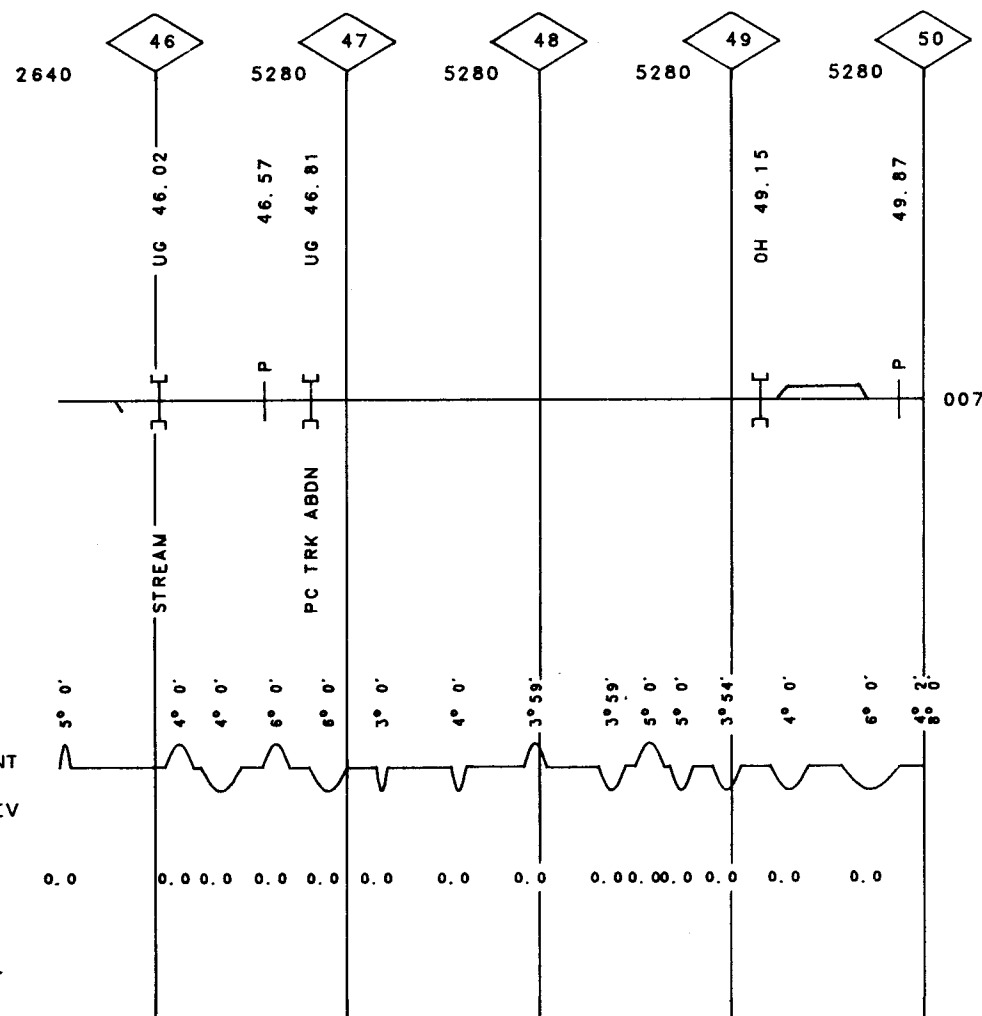 46 47 48 49 50
2640 5280 5280 5280 5280
UG 46.02
46.57
UG 46.81
OH 49.15
49.87
P
P
007
STREAM
PC TRK ABDN
5° 0' 4° 0' 4° 0' 6° 0' 6° 0' 3° 0' 4° 0' 3°59' 3°59' 5° 0' 5° 0' 3°54' 4° 0' 6° 0'
NT
EV
0.0 0.0 0.0 0.0 0.0 0.0 0.0 0.0 0.0 0.0 0.0 0.0 0.0 0.0